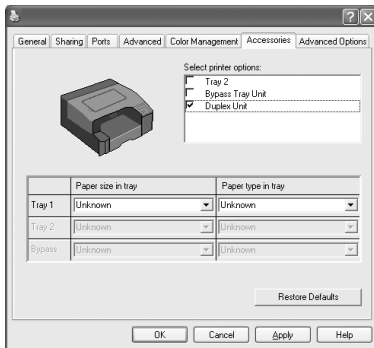 General Sharing Ports Advanced Color Management Accessories Advanced Options
Select printer options:
Tray 2
Bypass Tray Unit
Duplex Unit
Paper size in tray Paper type in tray
Tray 1 Unknown Unknown
Tray 2 Unknown Unknown
Bypass Unknown Unknown
Restore Defaults
OK Cancel Apply Help